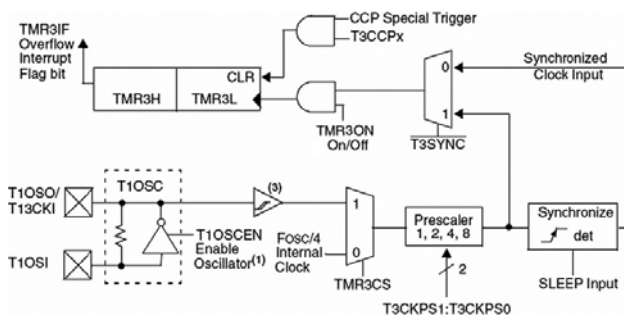 TMR3IF
Overflow
Interrupt
Flag bit
CCP Special Trigger
T3CCPx
CLR
TMR3H
TMR3L
TMR3ON
On/Off
0
1
T3SYNC
Synchronized
Clock Input
T1OSO/
T13CKI
T1OSI
T1OSC
T1OSCEN
Enable
Oscillator(1)
(3)
FOSC/4
Internal
Clock
1
0
TMR3CS
Prescaler
1, 2, 4, 8
2
T3CKPS1:T3CKPS0
Synchronize
det
SLEEP Input